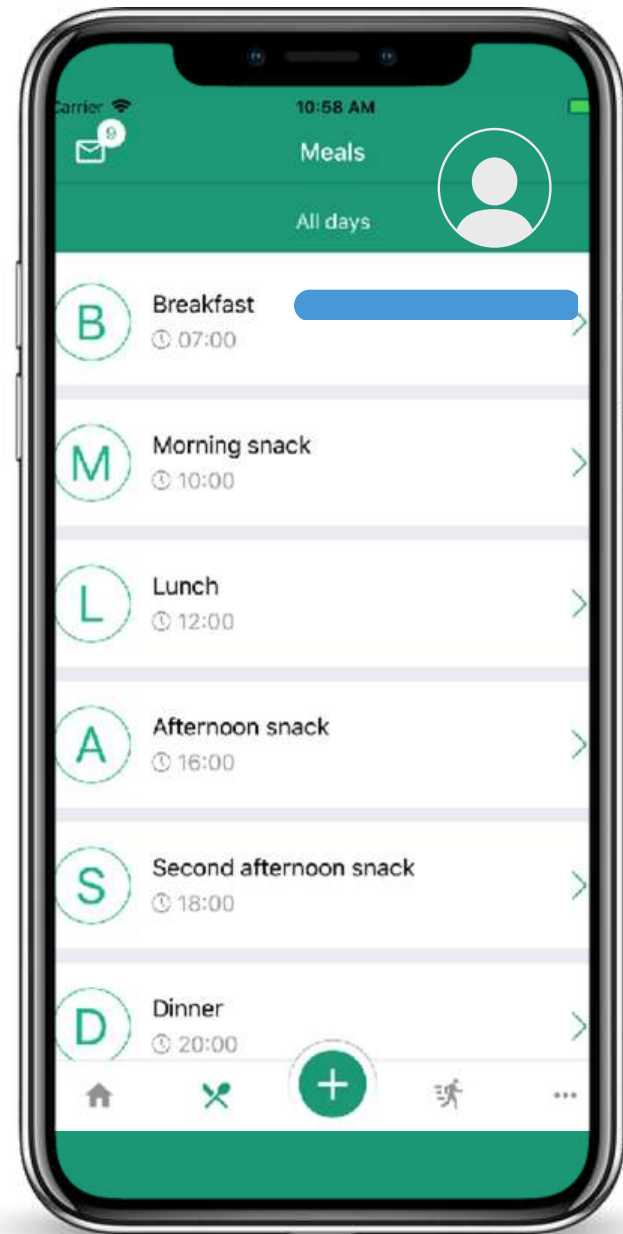 Carrier
10:58 AM
9
Meals
All days
B
Breakfast
07:00
M
Morning snack
10:00
L
Lunch
12:00
A
Afternoon snack
16:00
S
Second afternoon snack
18:00
D
Dinner
20:00